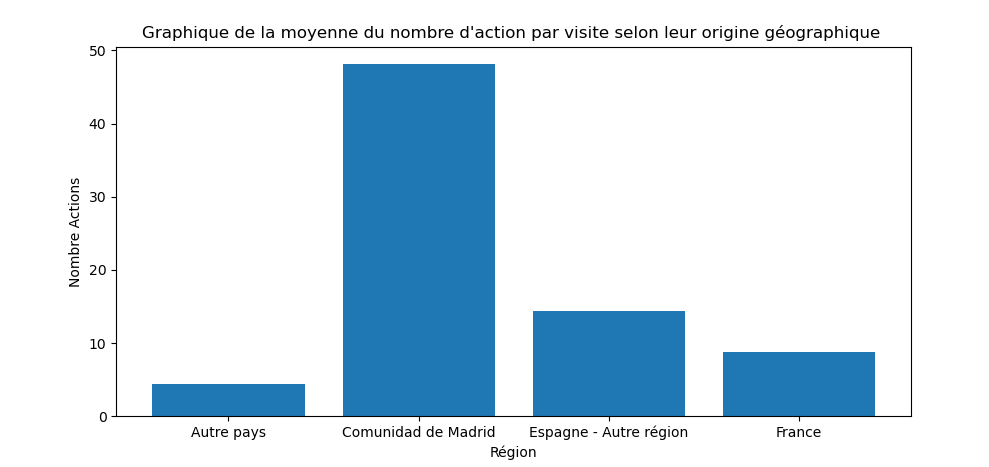 Graphique de la moyenne du nombre d'action par visite selon leur origine géographique
50
40
30
20
10
0
Nombre Actions
Autre pays
Comunidad de Madrid
Espagne - Autre région
France
Région